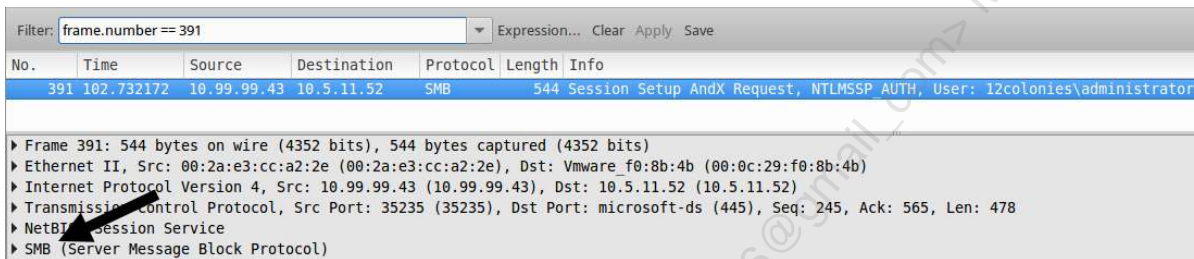 Filter: frame.number == 391 Expression... Clear Apply Save
No. Time Source Destination Protocol Length Info
391 102.732172 10.99.99.43 10.5.11.52 SMB 544 Session Setup AndX Request, NTLMSSP_AUTH, User: 12colonies\administrator
Frame 391: 544 bytes on wire (4352 bits), 544 bytes captured (4352 bits)
Ethernet II, Src: 00:2a:e3:cc:a2:2e (00:2a:e3:cc:a2:2e), Dst: Vmware_f0:8b:4b (00:0c:29:f0:8b:4b)
Internet Protocol Version 4, Src: 10.99.99.43 (10.99.99.43), Dst: 10.5.11.52 (10.5.11.52)
Transmission Control Protocol, Src Port: 35235 (35235), Dst Port: microsoft-ds (445), Seq: 245, Ack: 565, Len: 478
Session Service
SMB (Server Message Block Protocol)